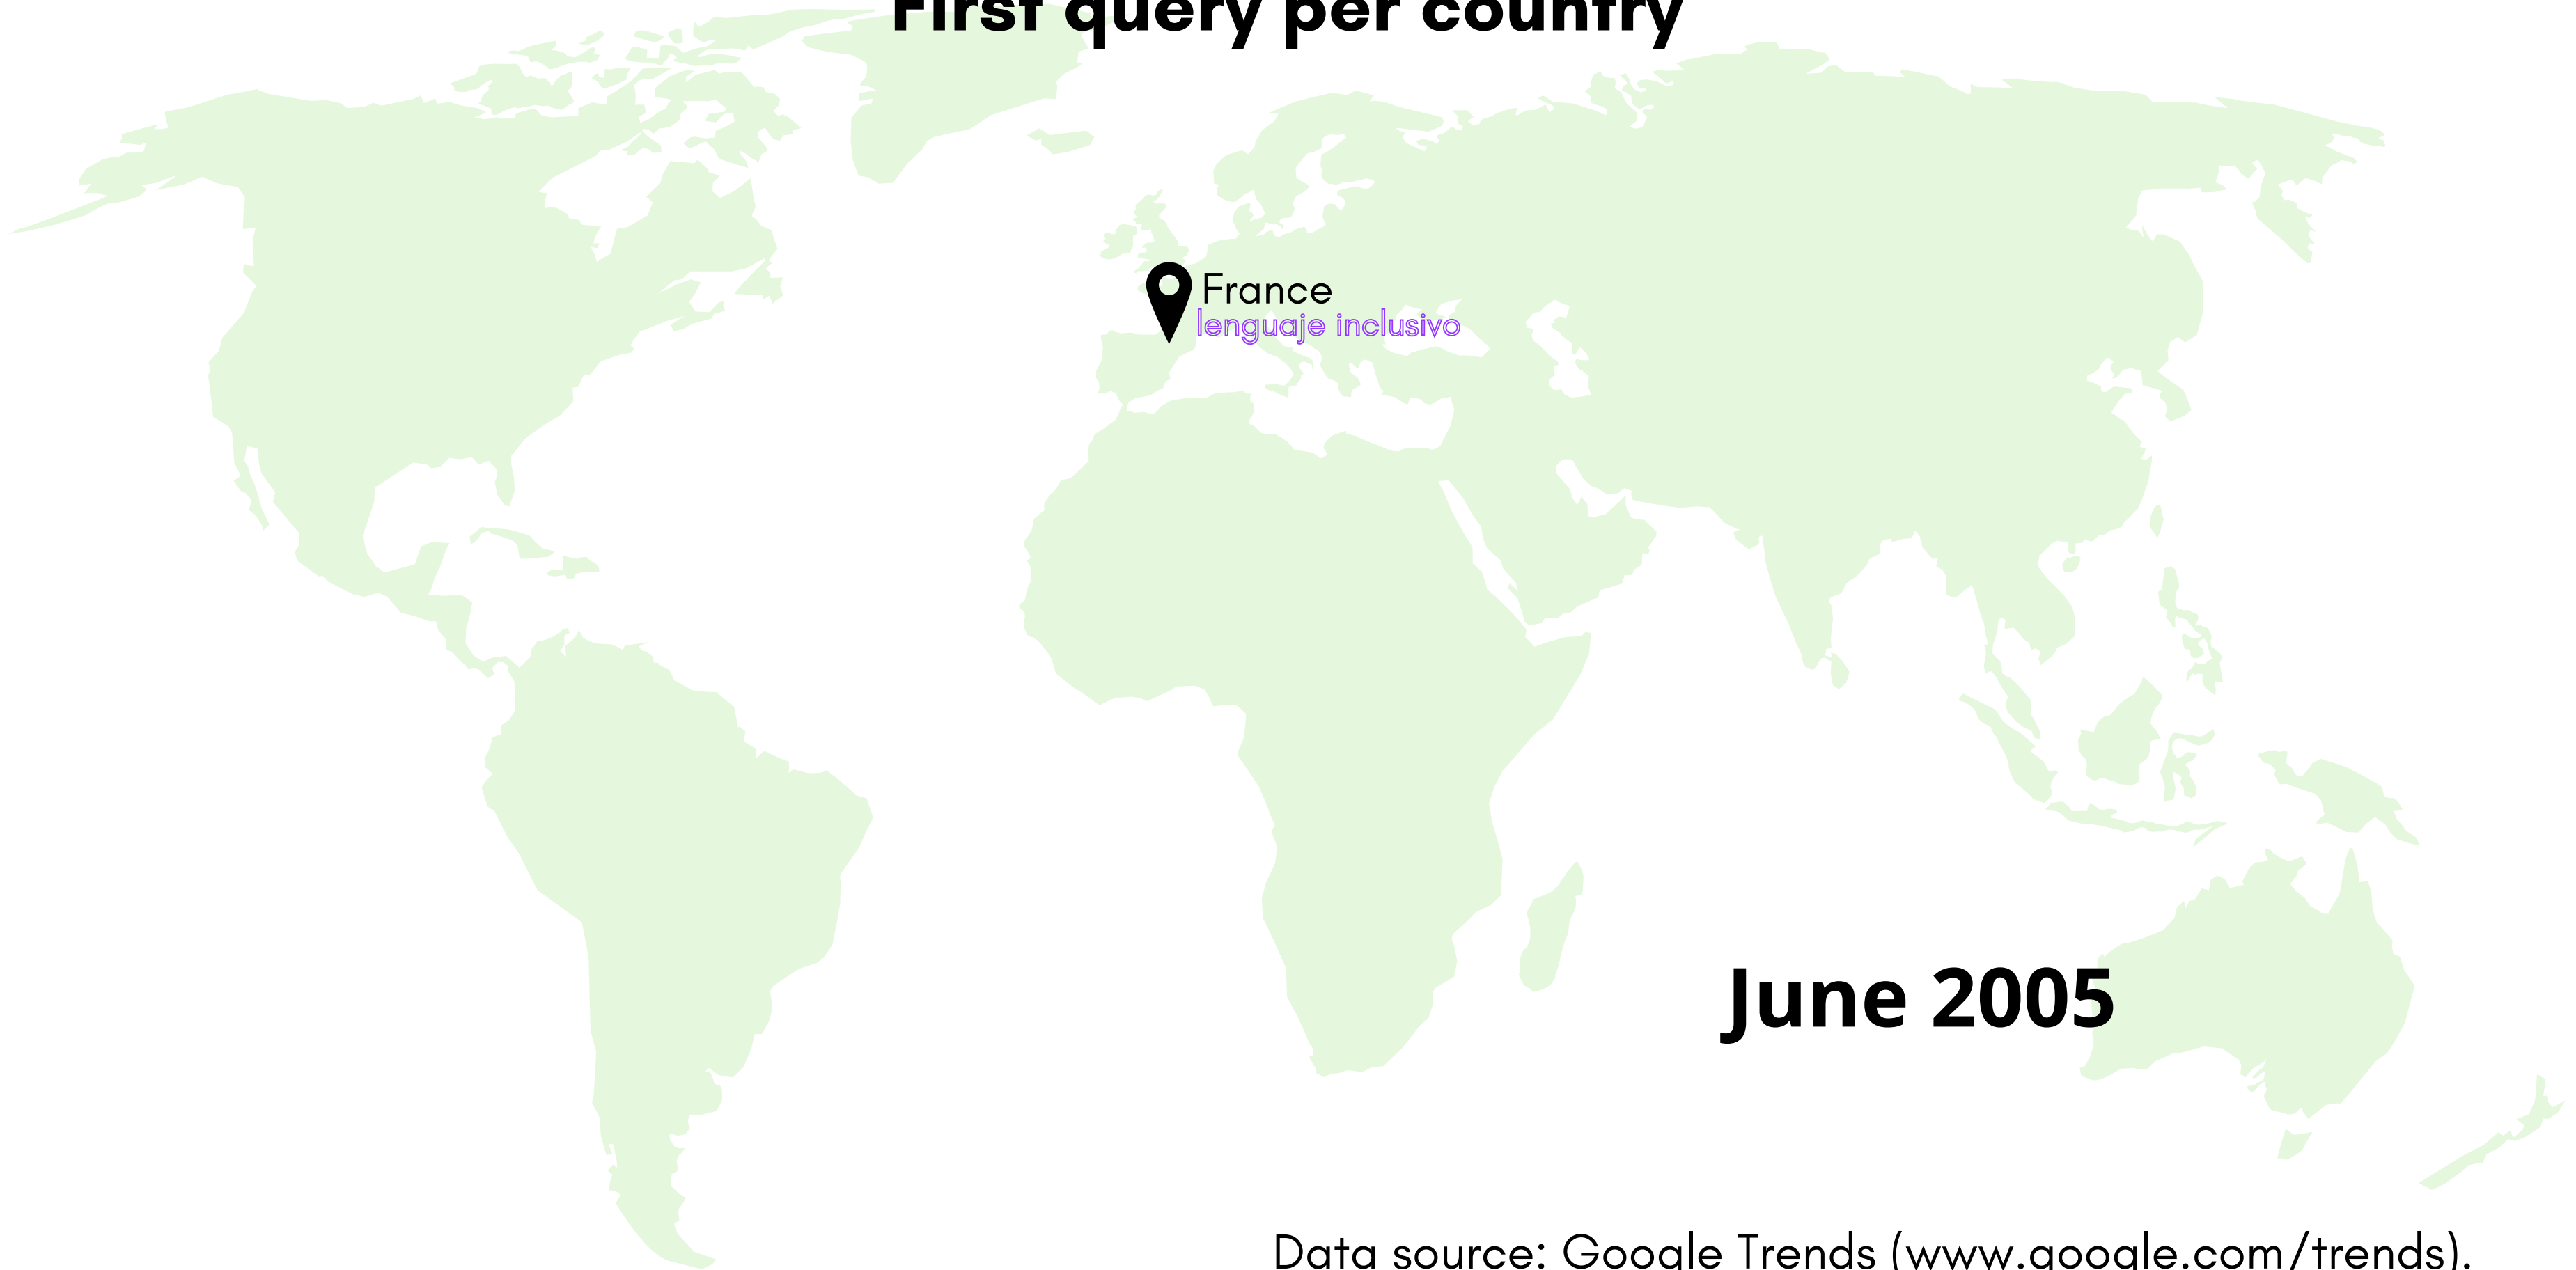 First query per country
France
lenguaje inclusivo
June 2005
Data source: Google Trends (www.google.com/trends).